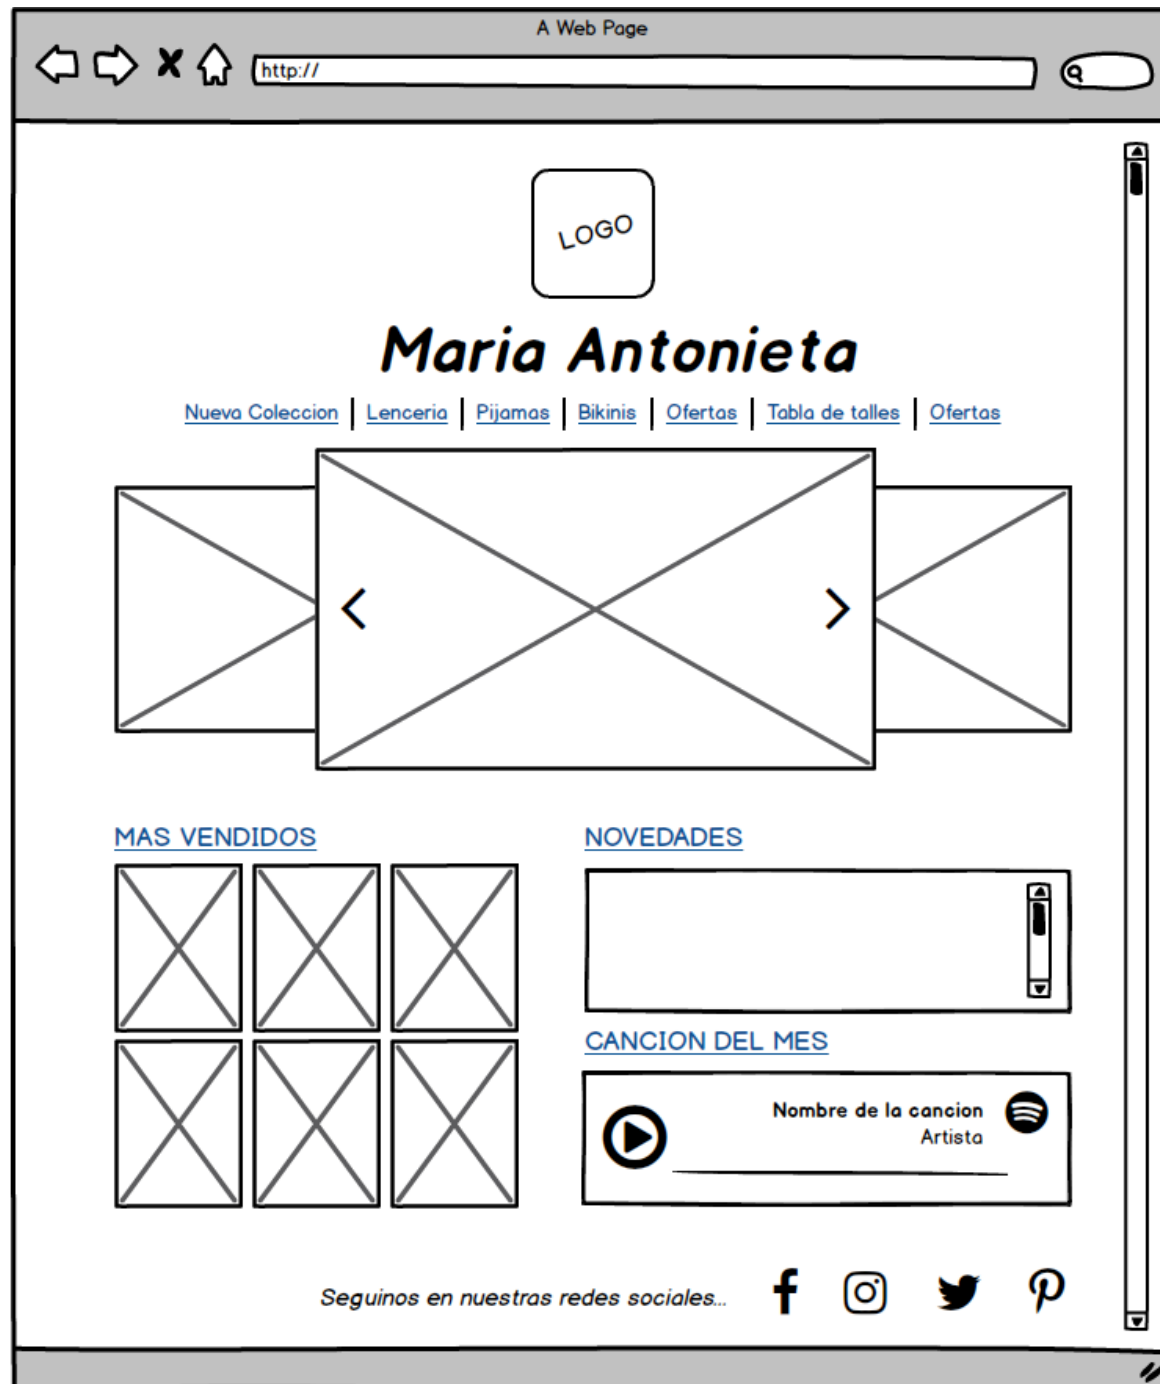 A Web Page
http://
LOGO
Maria Antonieta
Nueva Coleccion | Lenceria | Pijamas | Bikinis | Ofertas | Tabla de talles | Ofertas
MAS VENDIDOS
NOVEDADES
CANCION DEL MES
Nombre de la cancion
Artista
Seguinos en nuestras redes sociales...